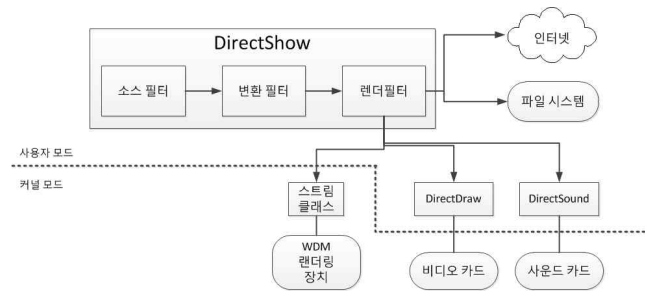 DirectShow
인터넷
소스 필터
변환 필터
렌더필터
파일 시스템
사용자 모드
커널 모드
스트림
클래스
DirectDraw
DirectSound
WDM
랜더링
장치
비디오 카드
사운드 카드